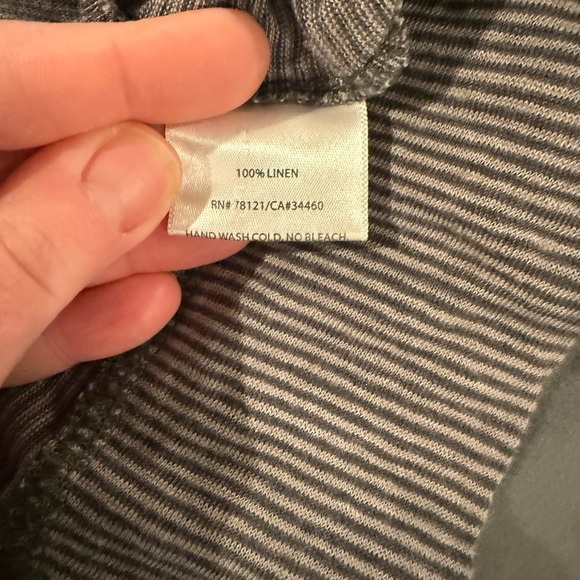 100% LINEN
RN# 78121/CA#34460
HAND WASH COLD. NO BLEACH.